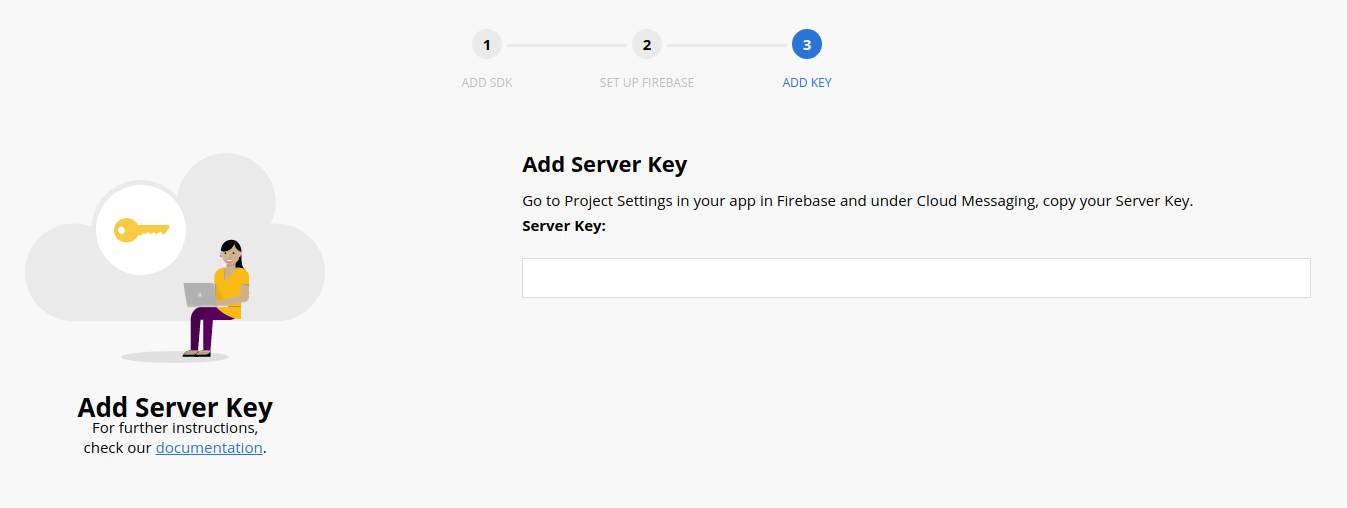 1 2 3
ADD SDK SET UP FIREBASE ADD KEY
Add Server Key
Go to Project Settings in your app in Firebase and under Cloud Messaging, copy your Server Key.
Server Key:
Add Server Key
For further instructions,
check our documentation.